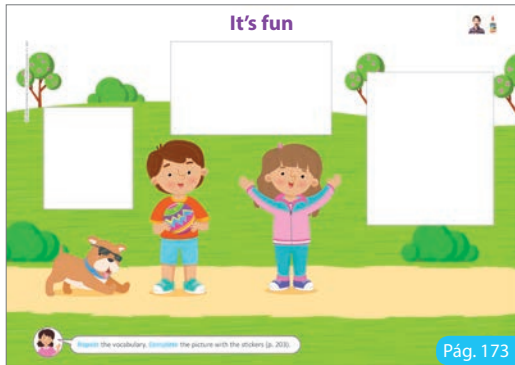 It's fun
Repeat the vocabulary. Complete the picture with the stickers (p. 203).
Pág. 173